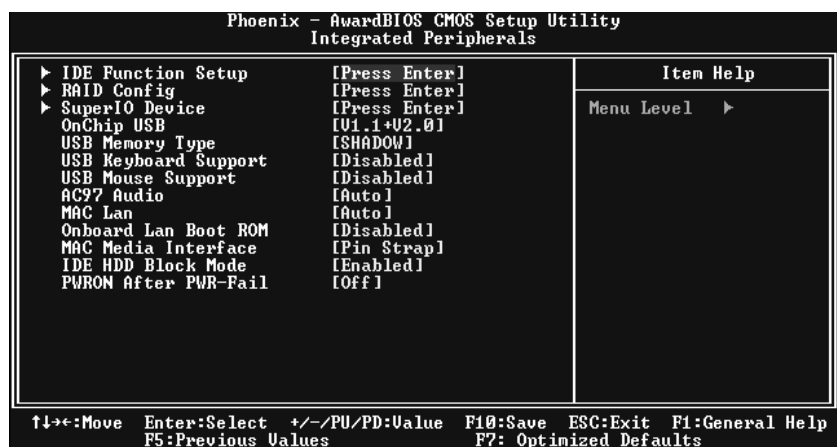 Phoenix - AwardBIOS CMOS Setup Utility
Integrated Peripherals
▶ IDE Function Setup [Press Enter]
▶ RAID Config [Press Enter]
▶ SuperIO Device [Press Enter]
OnChip USB [V1.1+V2.0]
USB Memory Type [SHADOW]
USB Keyboard Support [Disabled]
USB Mouse Support [Disabled]
AC97 Audio [Auto]
MAC Lan [Auto]
Onboard Lan Boot ROM [Disabled]
MAC Media Interface [Pin Strap]
IDE HDD Block Mode [Enabled]
PWRON After PWR-Fail [Off]
Item Help
Menu Level ▶
↑↓→←:Move Enter:Select +/-/PU/PD:Value F10:Save ESC:Exit F1:General Help
F5:Previous Values F7: Optimized Defaults